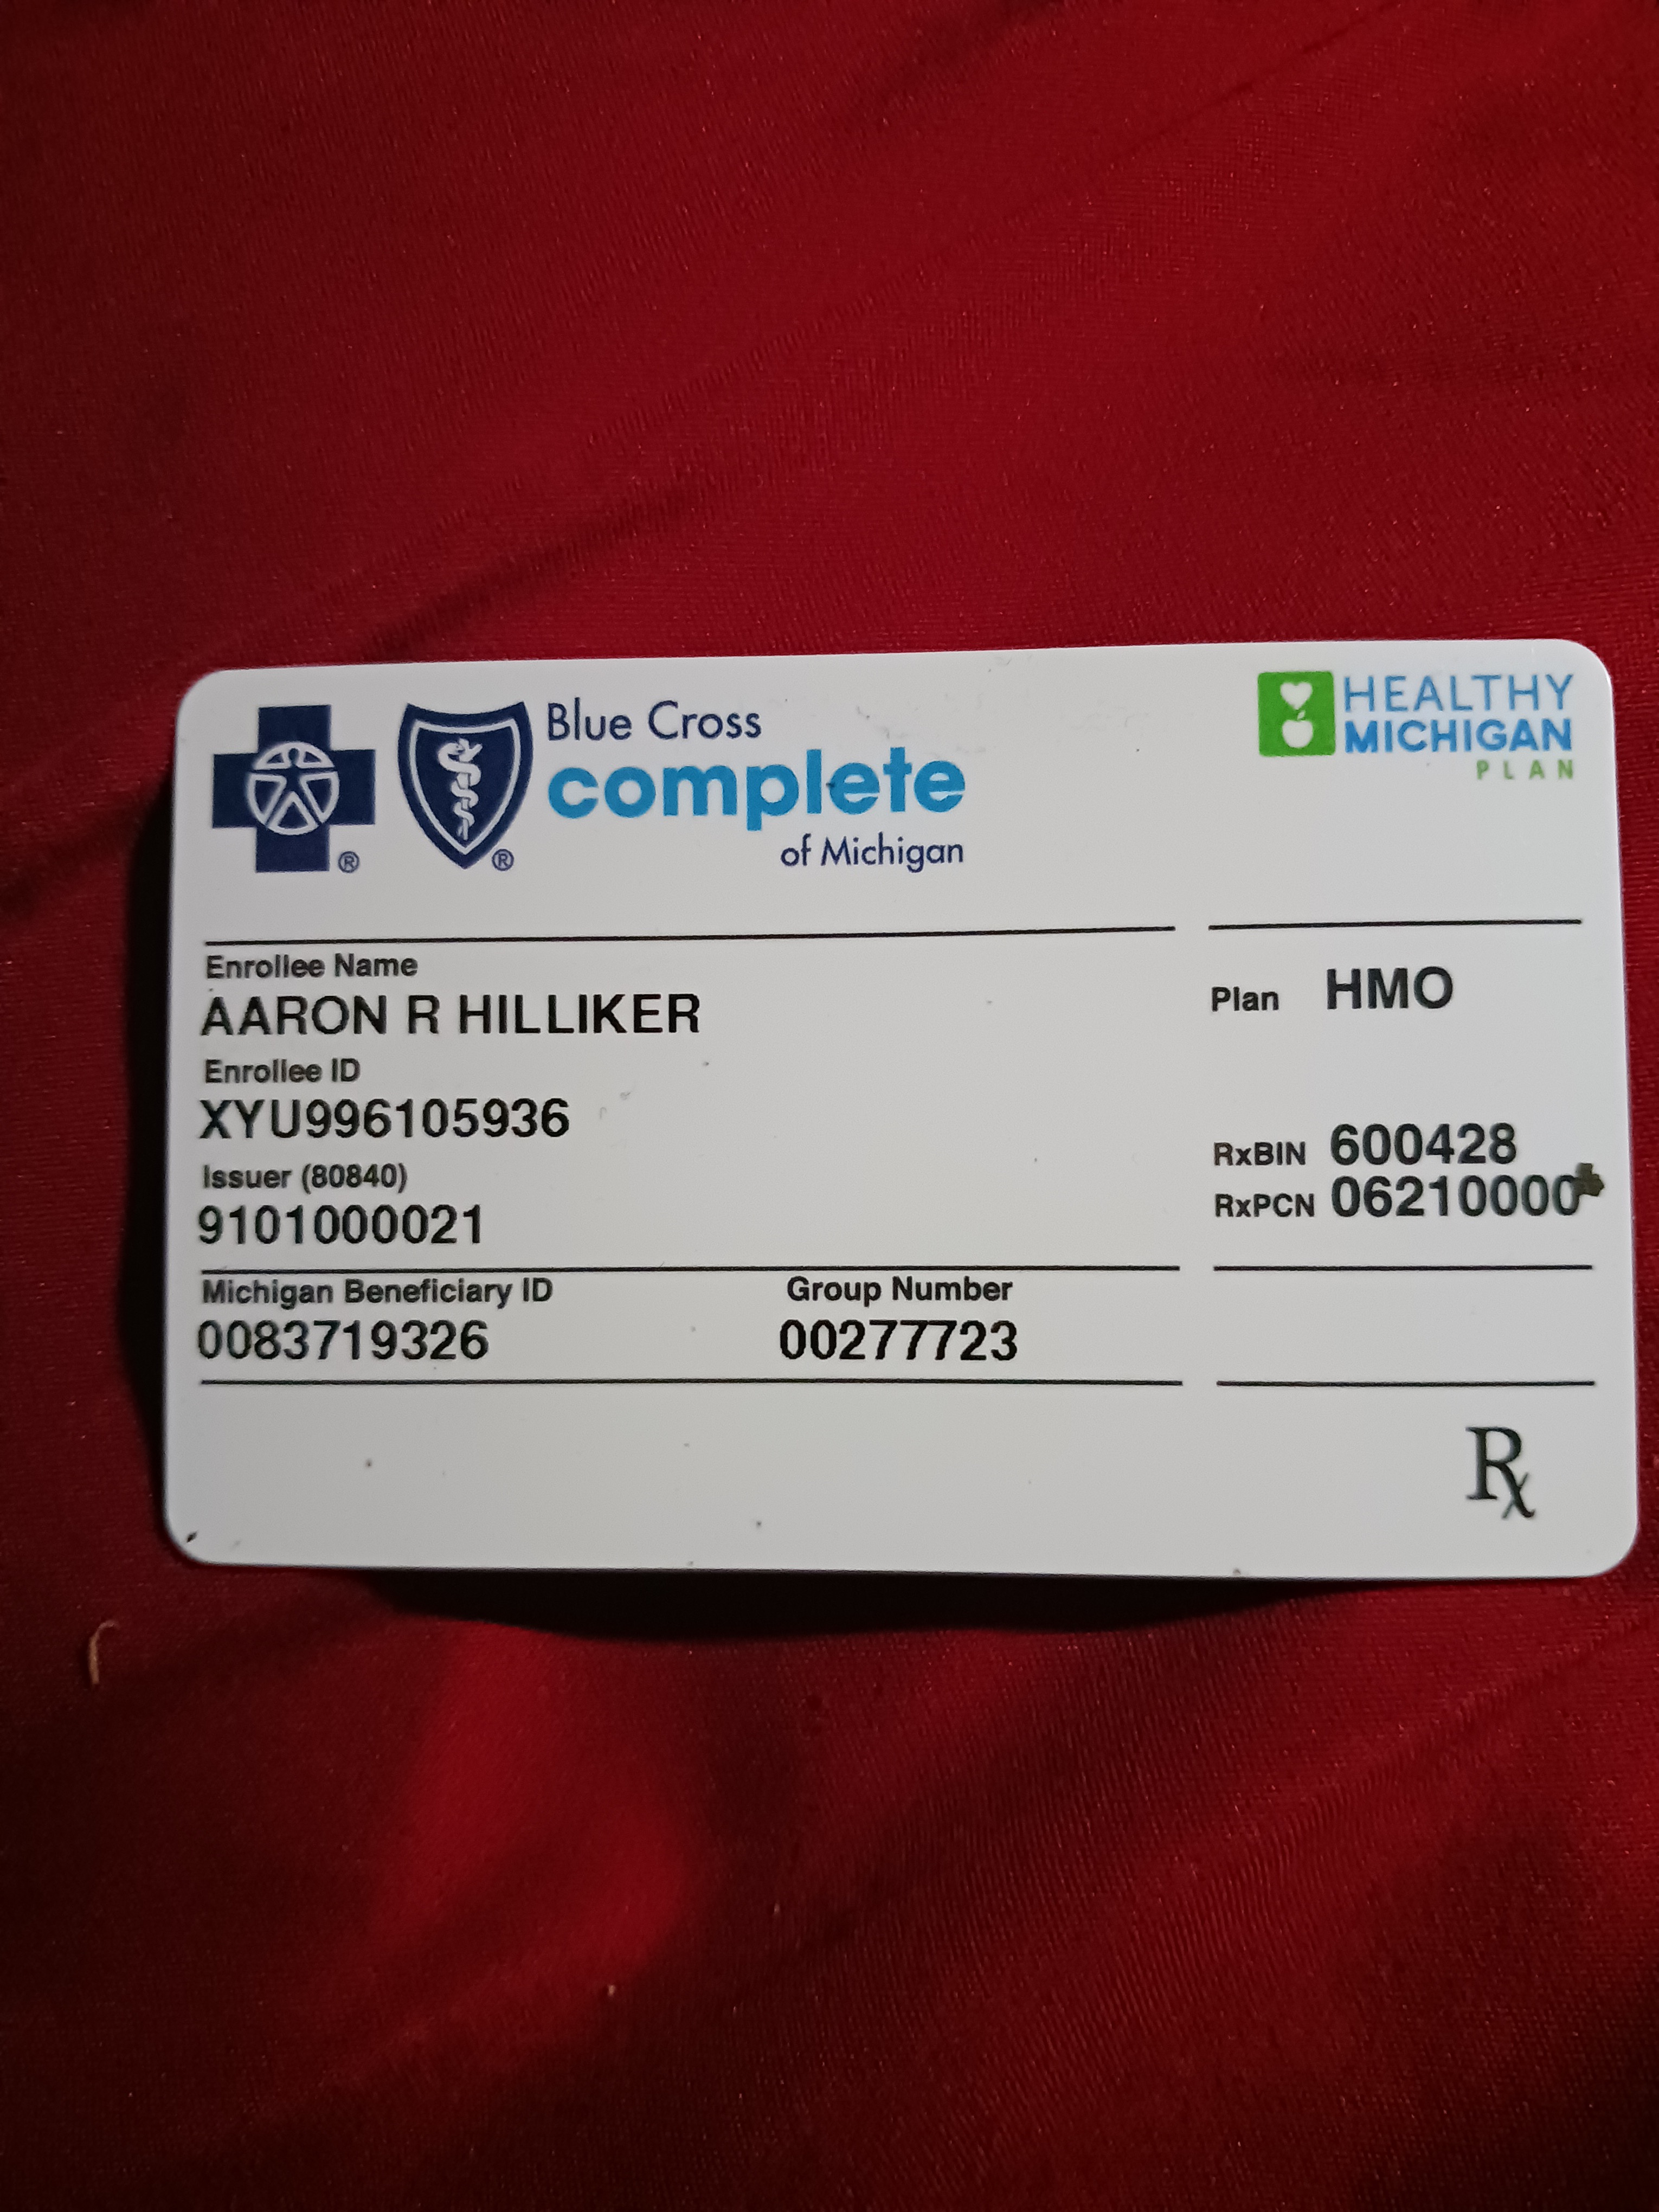 Blue Cross
complete
of Michigan
HEALTHY
MICHIGAN
PLAN
Enrollee Name
AARON R HILLIKER
Enrollee ID
XYU996105936
Issuer (80840)
9101000021
Plan HMO
RxBIN 600428
RxPCN 06210000
Michigan Beneficiary ID
0083719326
Group Number
00277723
Rx